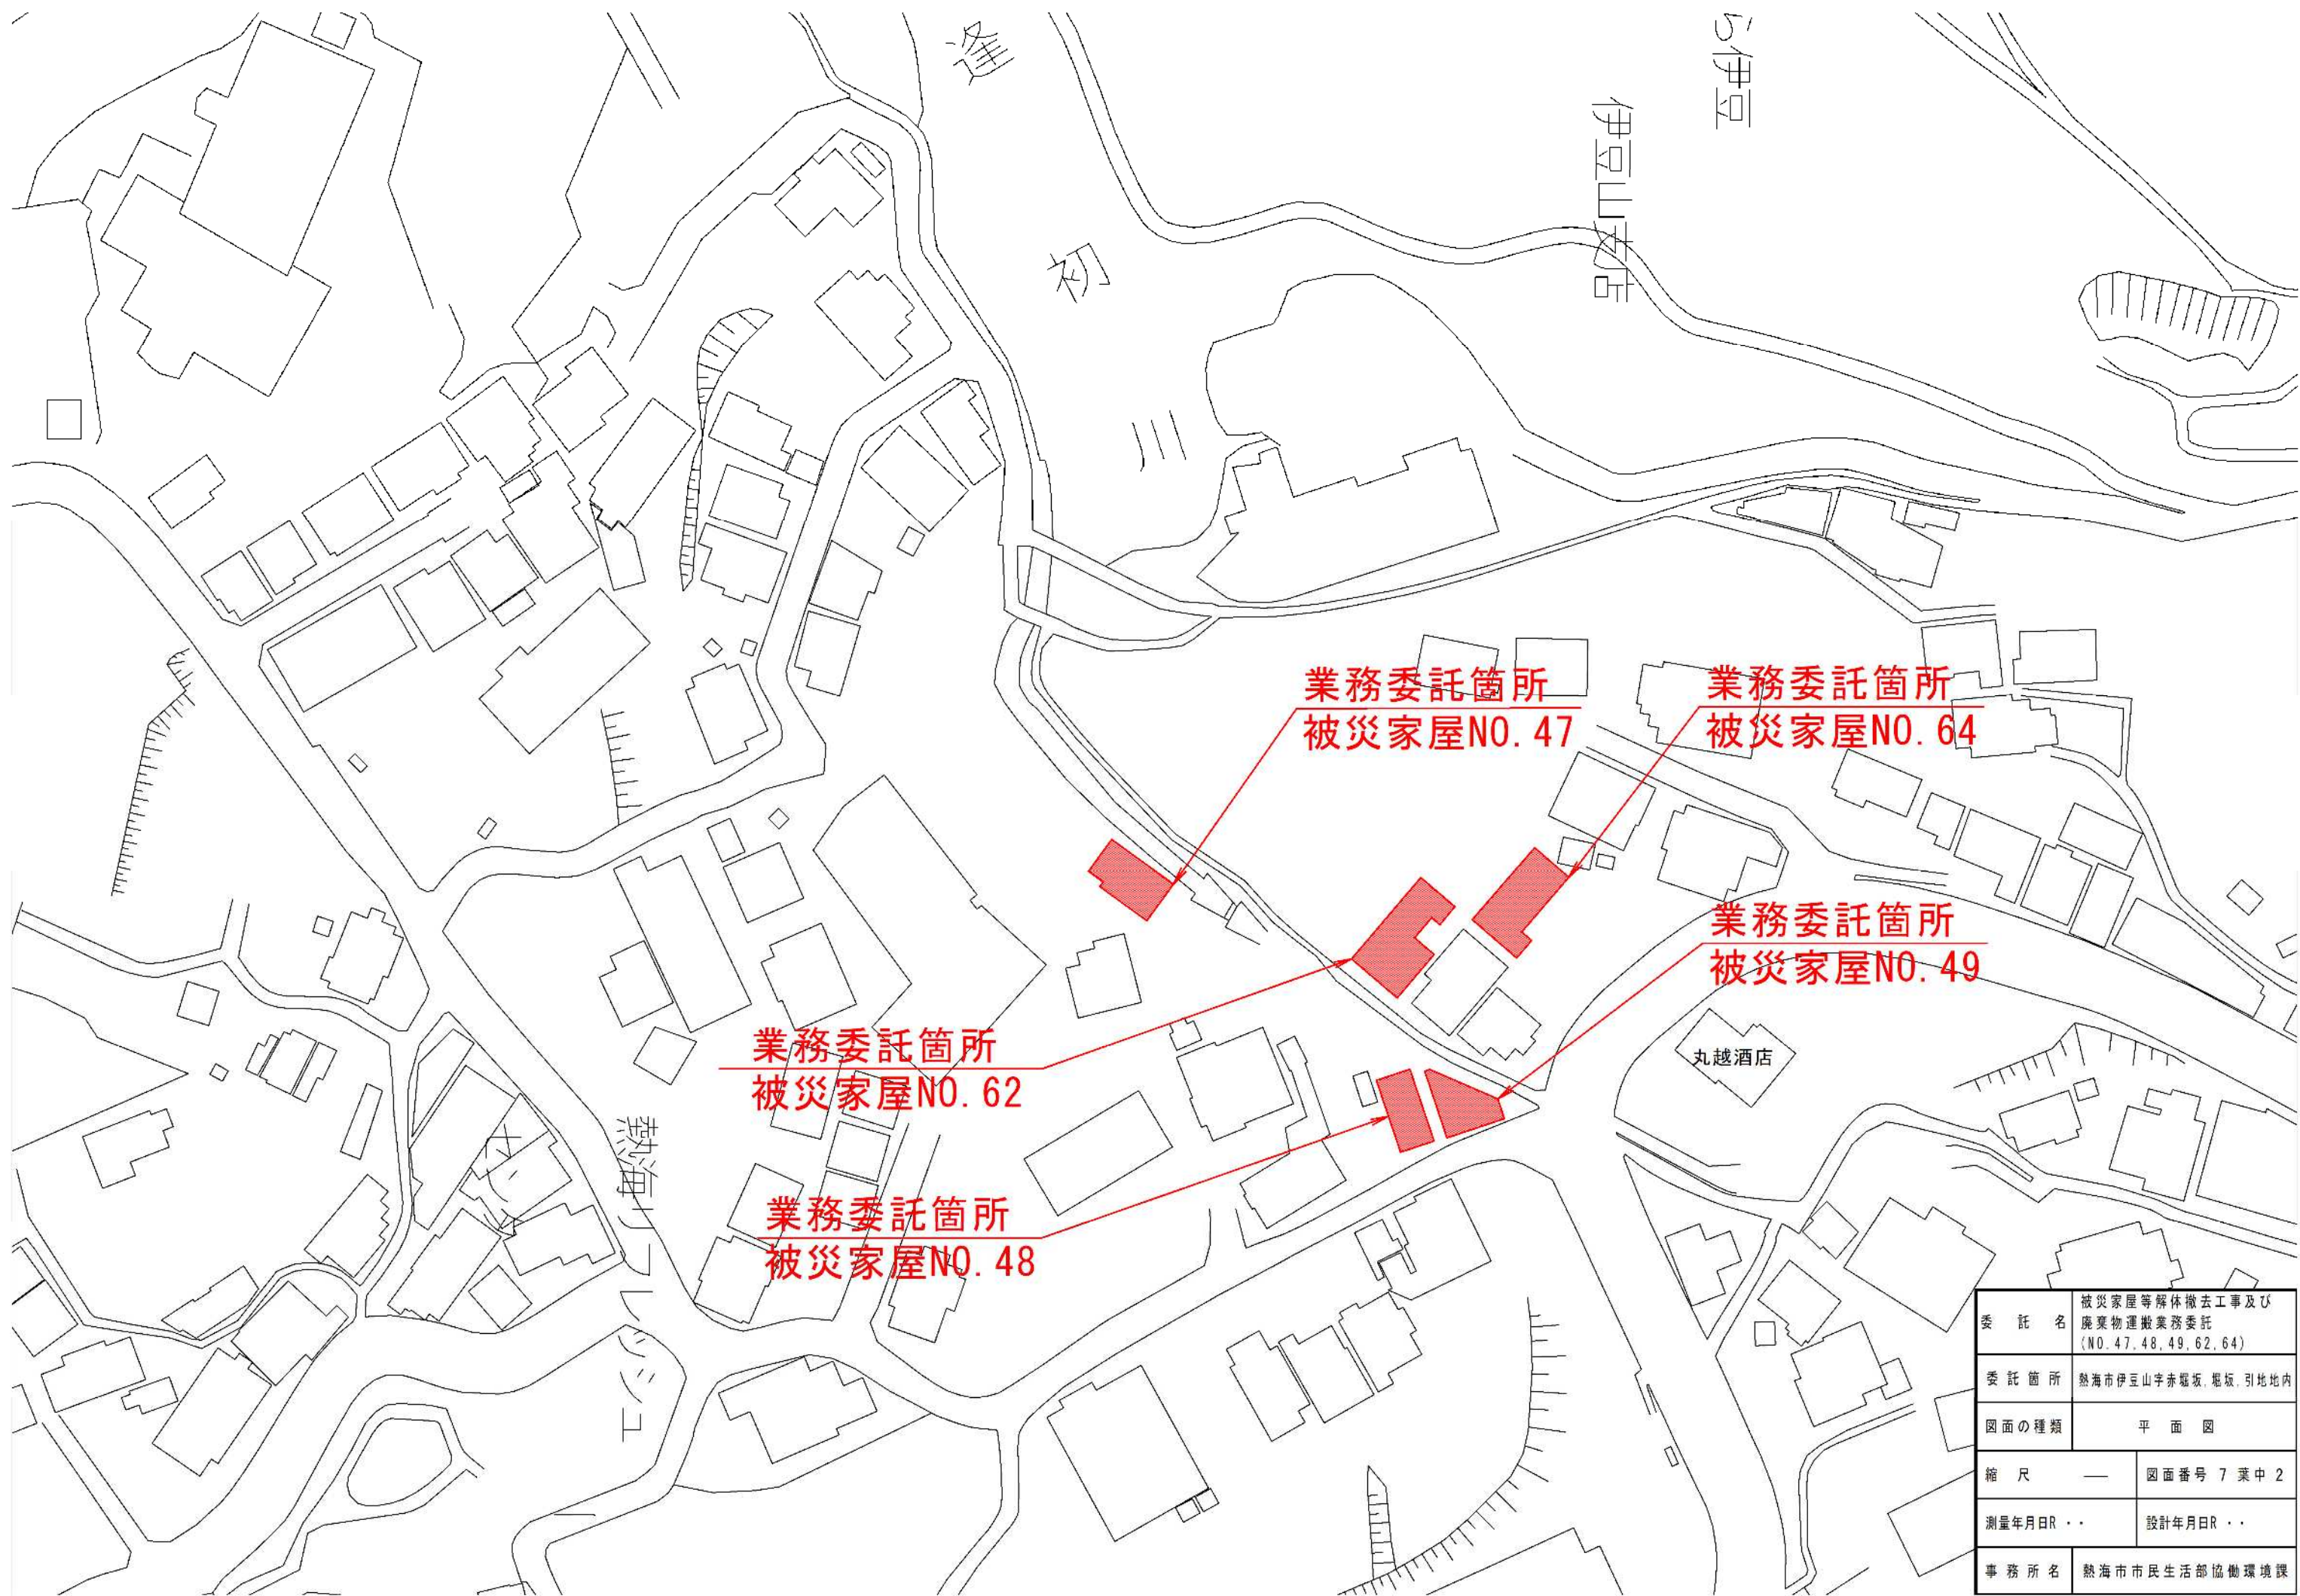 逢
初
川
伊豆
伊豆山支店
業務委託箇所
被災家屋NO.47
業務委託箇所
被災家屋NO.64
業務委託箇所
被災家屋NO.49
業務委託箇所
被災家屋NO.62
丸越酒店
業務委託箇所
被災家屋NO.48
委託名
被災家屋等解体撤去工事及び
廃棄物運搬業務委託
(NO.47,48,49,62,64)
委託箇所
熱海市伊豆山字赤堀坂,堀坂,引地地内
図面の種類
平面図
縮尺 ―
図面番号 7 葉中 2
測量年月日R ・ ・
設計年月日R ・ ・
事務所名
熱海市市民生活部協働環境課